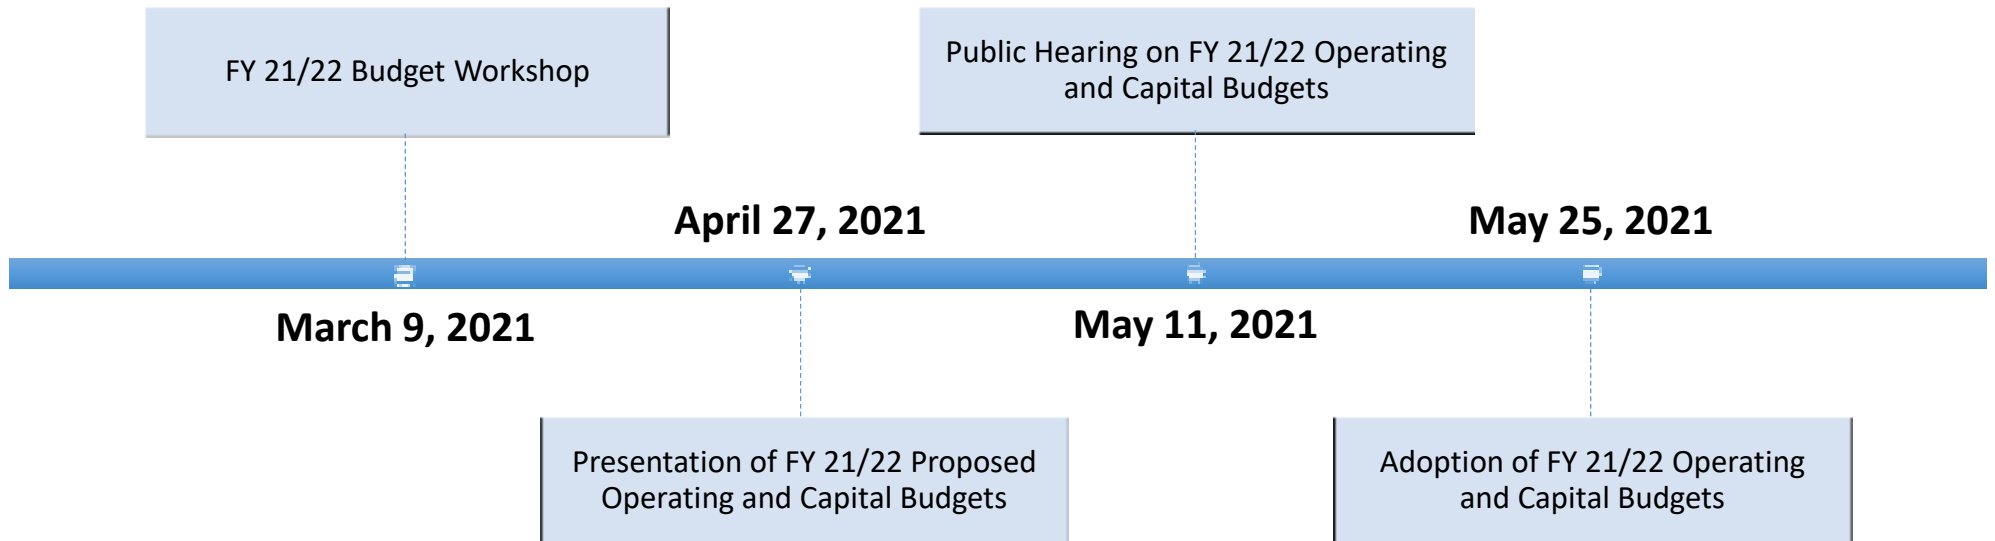 FY 21/22 Budget Workshop
Public Hearing on FY 21/22 Operating
and Capital Budgets
April 27, 2021
May 25, 2021
March 9, 2021
May 11, 2021
Presentation of FY 21/22 Proposed
Operating and Capital Budgets
Adoption of FY 21/22 Operating
and Capital Budgets